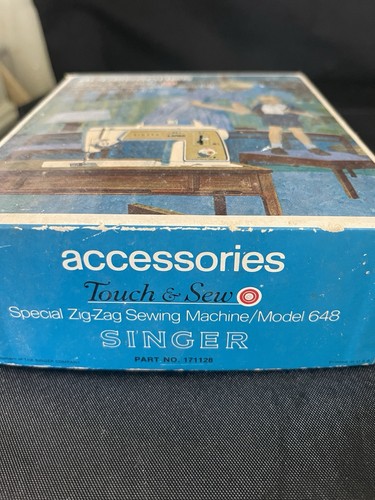 accessories
Touch & Sew
Special Zig-Zag Sewing Machine/Model 648
SINGER
PART NO. 171128